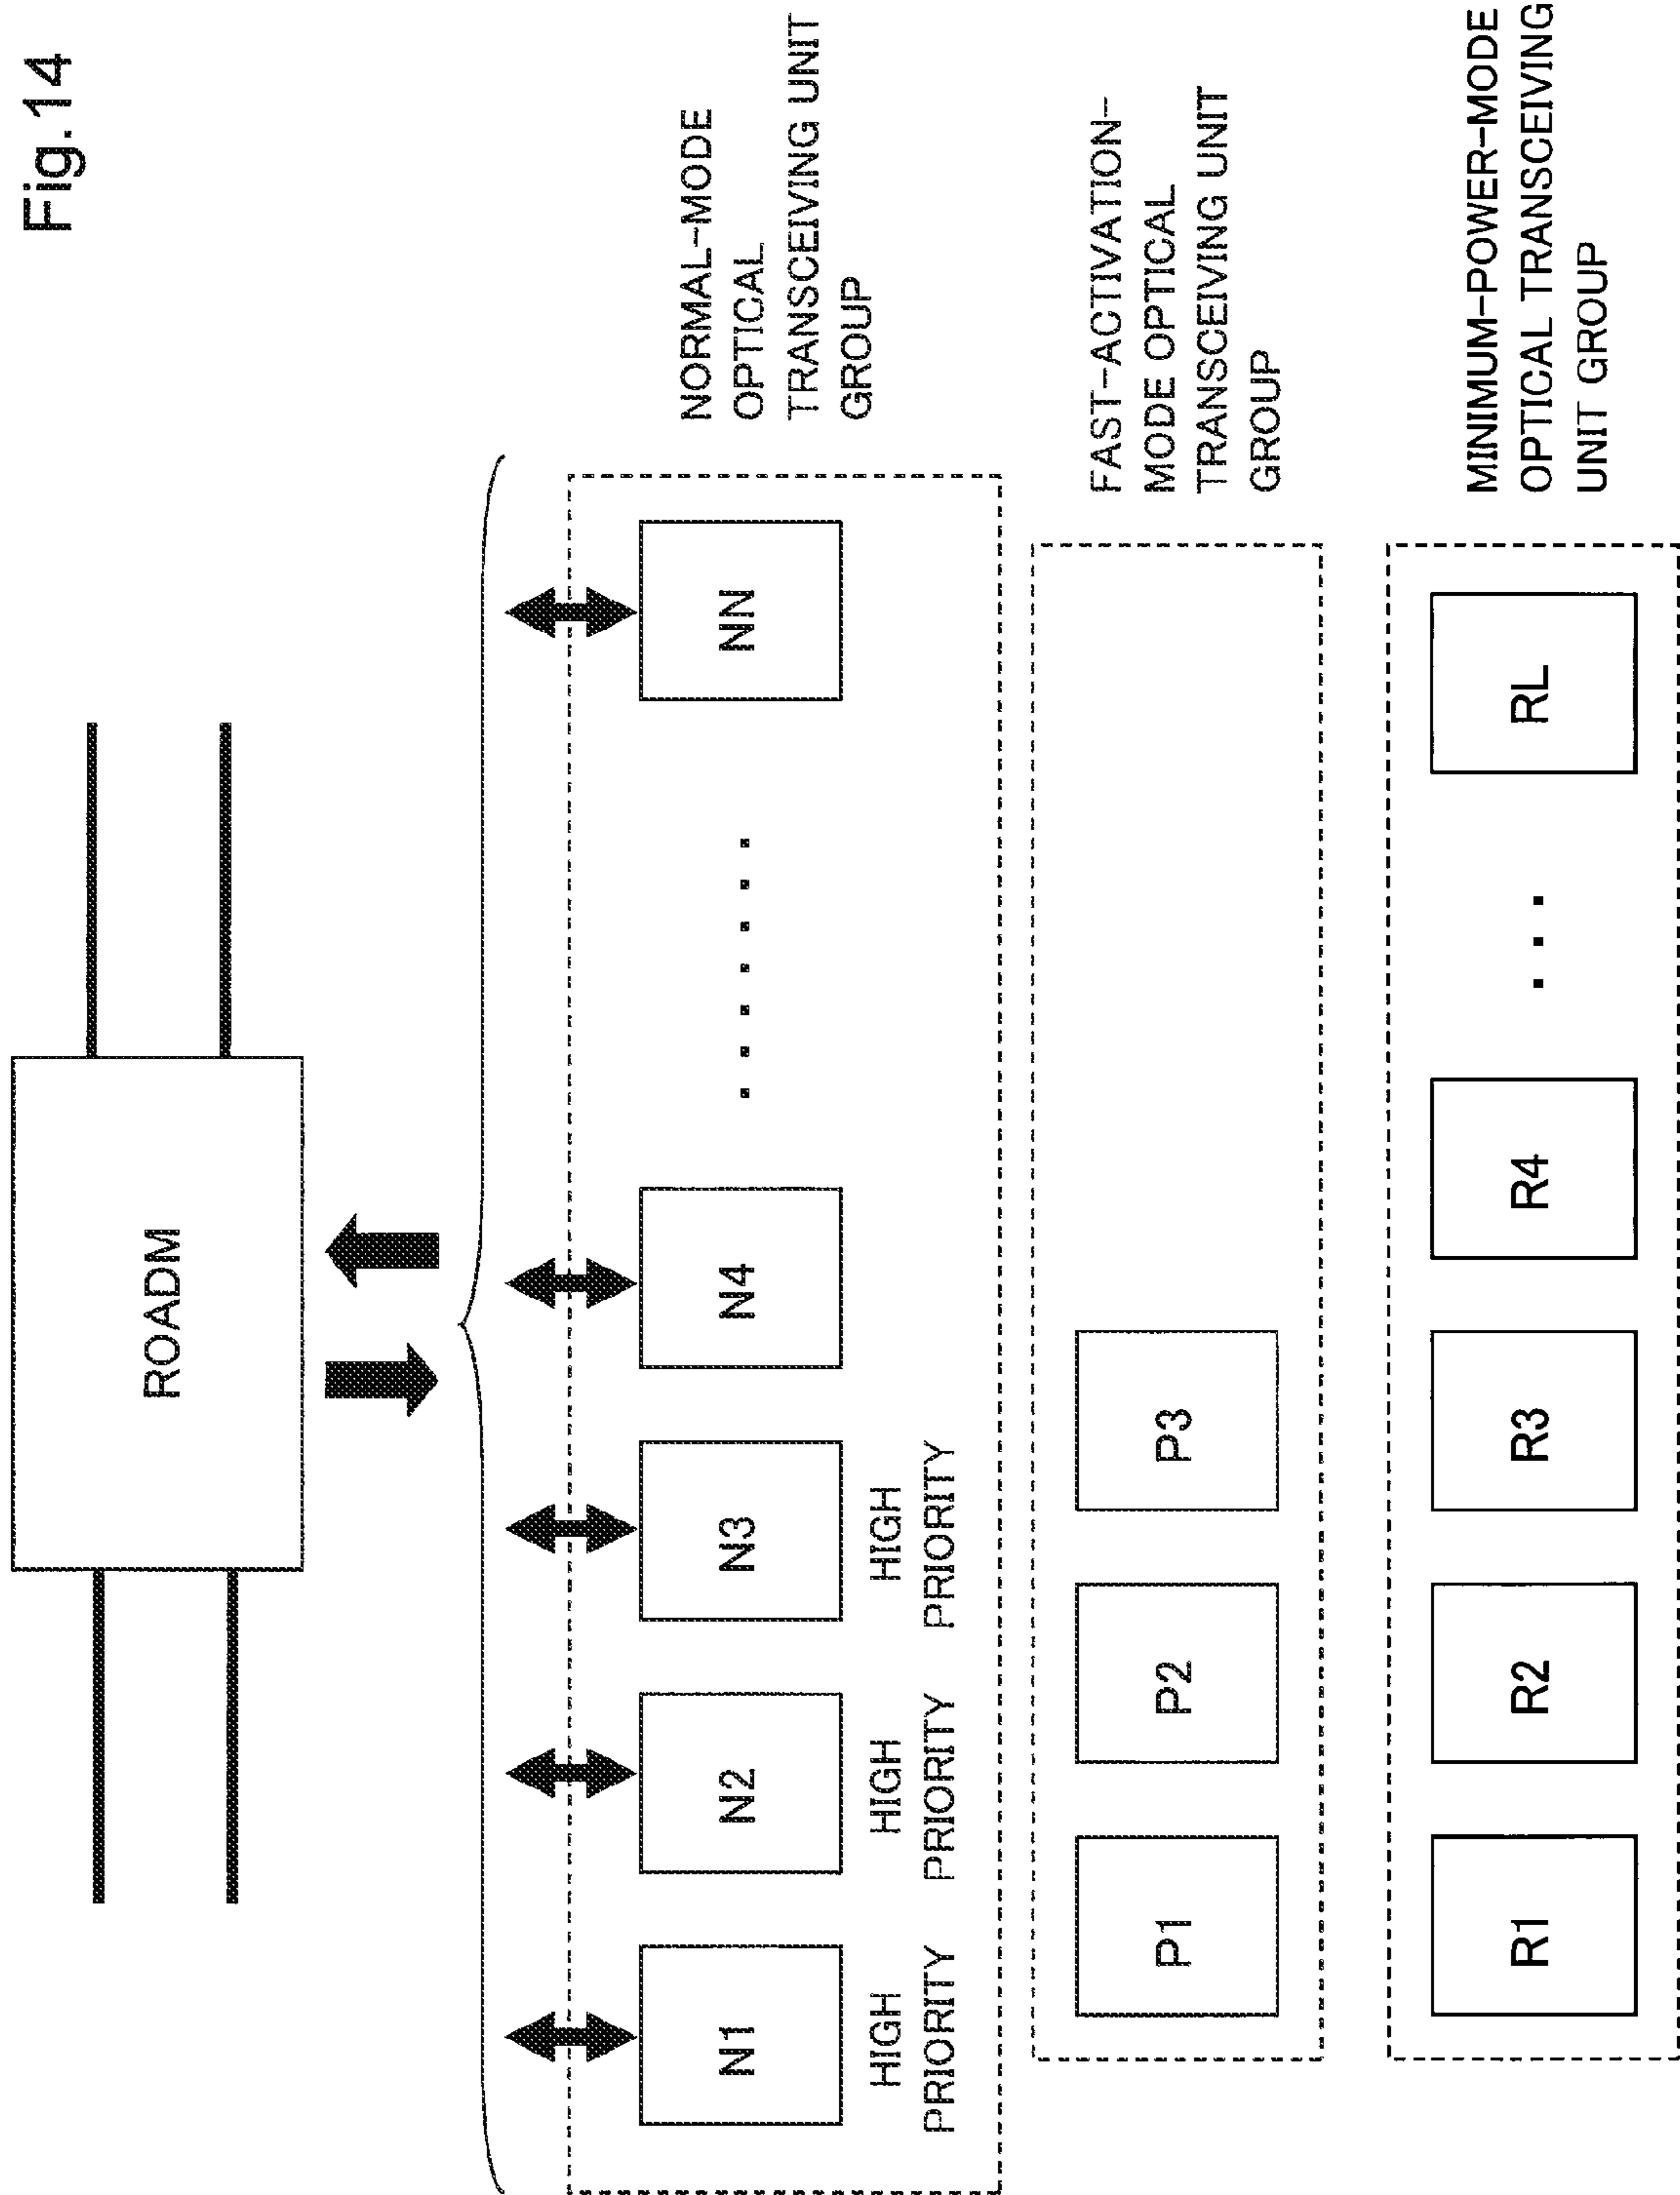 Fig.14
ROADM
N1
N2
N3
N4
NN
HIGH
PRIORITY
HIGH
PRIORITY
HIGH
PRIORITY
NORMAL-MODE
OPTICAL
TRANSCEIVING UNIT
GROUP
P1
P2
P3
FAST-ACTIVATION-
MODE OPTICAL
TRANSCEIVING UNIT
GROUP
R1
R2
R3
R4
RL
MINIMUM-POWER-MODE
OPTICAL TRANSCEIVING
UNIT GROUP